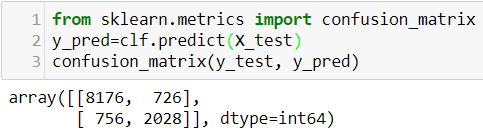 1 from sklearn.metrics import confusion_matrix
2 y_pred=clf.predict(X_test)
3 confusion_matrix(y_test, y_pred)
array([[8176,  726],
       [ 756, 2028]], dtype=int64)